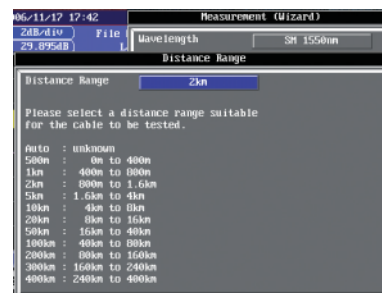 06/11/17 17:42
Measurement (Wizard)
2dB/div
File
Wavelength
SM 1550nm
29.895dB
L
Distance Range
Distance Range
2km
Please select a distance range suitable
for the cable to be tested.
Auto : unknown
500m : 0m to 400m
1km : 400m to 800m
2km : 800m to 1.6km
5km : 1.6km to 4km
10km : 4km to 8km
20km : 8km to 16km
50km : 16km to 40km
100km : 40km to 80km
200km : 80km to 160km
300km : 160km to 240km
400km : 240km to 400km